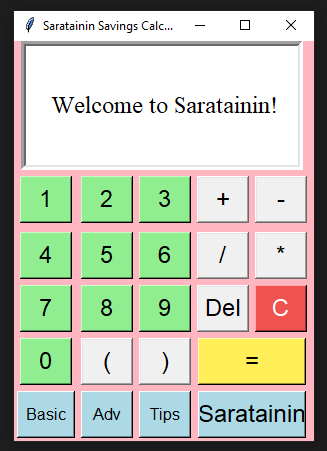 Saratainin Savings Calc...
Welcome to Saratainin!
1 2 3 + -
4 5 6 / *
7 8 9 Del C
0 ( ) =
Basic Adv Tips Saratainin